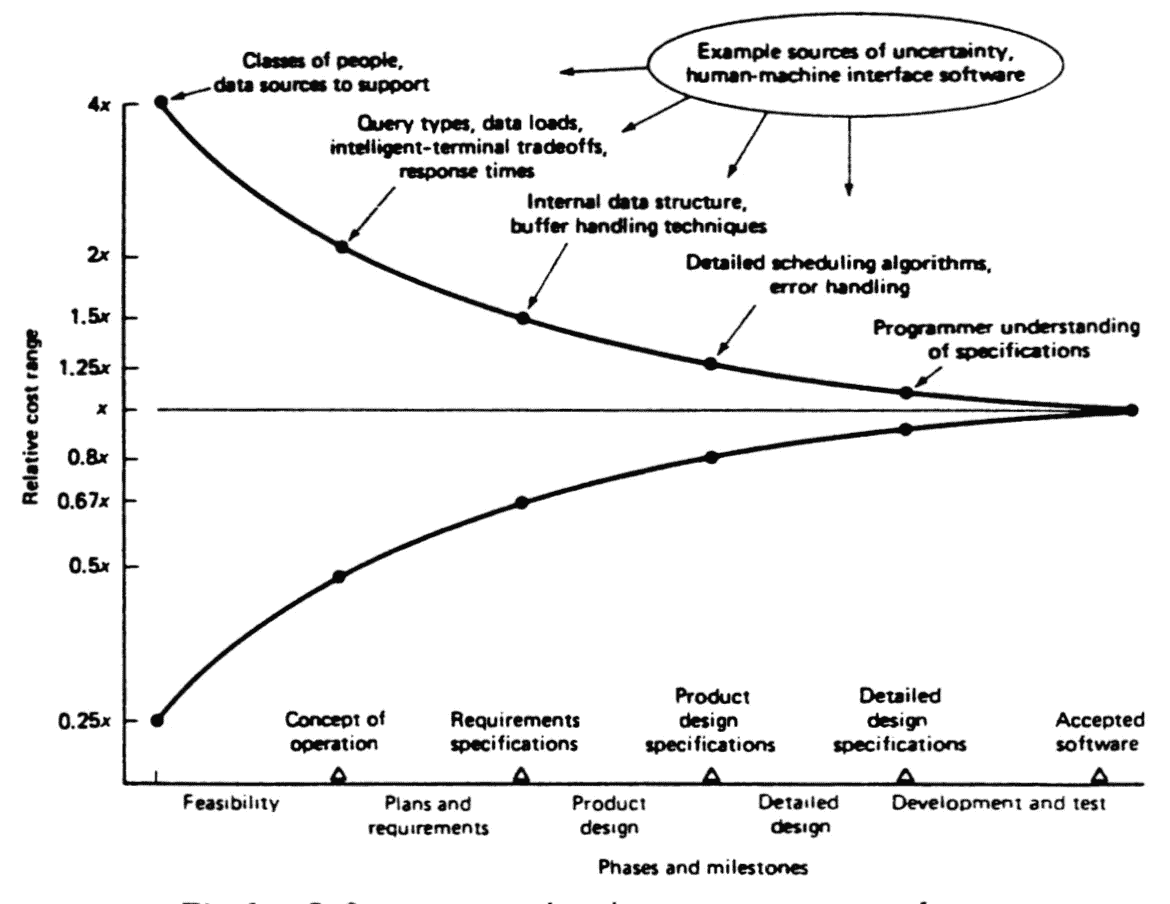 Example sources of uncertainty,
human-machine interface software
Classes of people,
data sources to support
Query types, data loads,
intelligent-terminal tradeoffs,
response times
Internal data structure,
buffer handling techniques
Detailed scheduling algorithms,
error handling
Programmer understanding
of specifications
Relative cost range
4x
2x
1.5x
1.25x
x
0.8x
0.67x
0.5x
0.25x
Concept of
operation
Requirements
specifications
Product
design
specifications
Detailed
design
specifications
Accepted
software
Feasibility
Plans and
requirements
Product
design
Detailed
design
Development and test
Phases and milestones